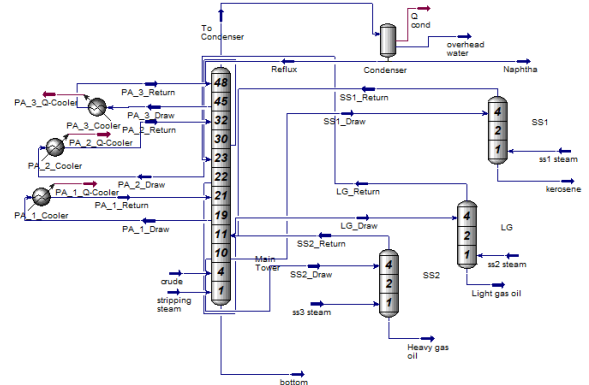 To
Condenser
Q
cond
overhead
water
Reflux
Condenser
Naphtha
PA_3_Return
PA_3_Q-Cooler
PA_3_Draw
PA_3_Cooler
PA_2_Return
PA_2_Q-Cooler
PA_2_Cooler
PA_2_Draw
PA_1_Q-Cooler
PA_1_Return
PA_1_Cooler
PA_1_Draw
48
45
32
30
23
22
21
19
11
10
4
1
Main
Tower
crude
stripping
steam
bottom
SS1_Return
SS1_Draw
4
2
1
SS1
ss1 steam
kerosene
LG_Return
LG_Draw
4
2
1
LG
ss2 steam
Light gas oil
SS2_Return
SS2_Draw
4
2
1
SS2
ss3 steam
Heavy gas
oil